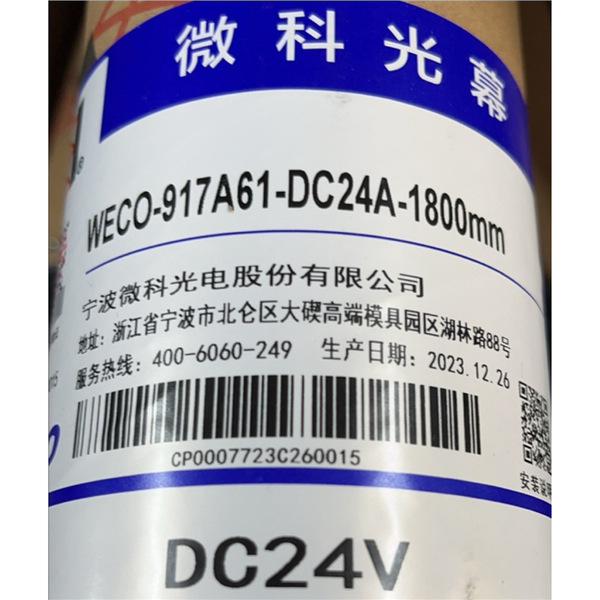 微科光幕
®
WECO-917A61-DC24A-1800mm
宁波微科光电股份有限公司
地址: 浙江省宁波市北仑区大碶高端模具园区湖林路88号
服务热线: 400-6060-249 生产日期: 2023.12.26
CP0007723C260015
安装说明
DC24V